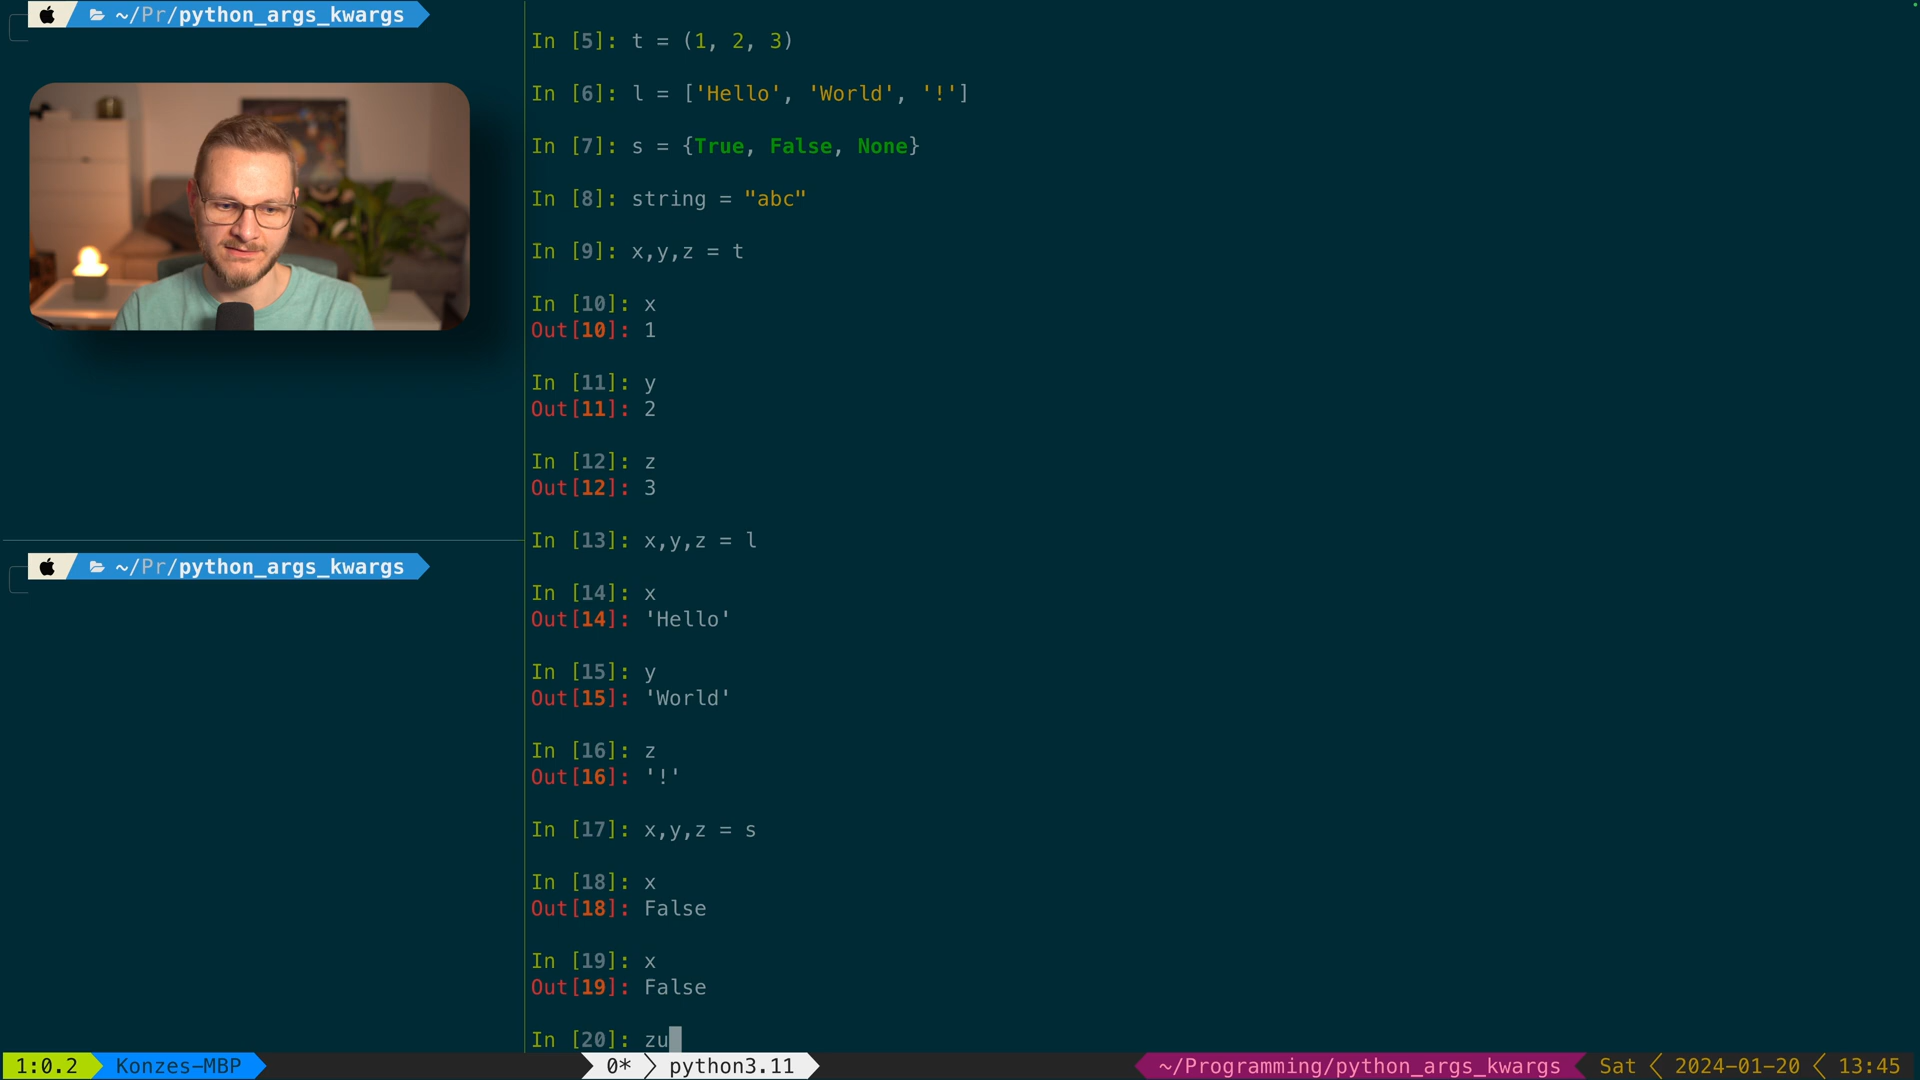 ~/Pr/python_args_kwargs
~/Pr/python_args_kwargs
In [5]: t = (1, 2, 3)
In [6]: l = ['Hello', 'World', '!']
In [7]: s = {True, False, None}
In [8]: string = "abc"
In [9]: x,y,z = t
In [10]: x
Out[10]: 1
In [11]: y
Out[11]: 2
In [12]: z
Out[12]: 3
In [13]: x,y,z = l
In [14]: x
Out[14]: 'Hello'
In [15]: y
Out[15]: 'World'
In [16]: z
Out[16]: '!'
In [17]: x,y,z = s
In [18]: x
Out[18]: False
In [19]: x
Out[19]: False
In [20]: zu
1:0.2 Konzes-MBP 0* python3.11 ~/Programming/python_args_kwargs Sat 2024-01-20 13:45